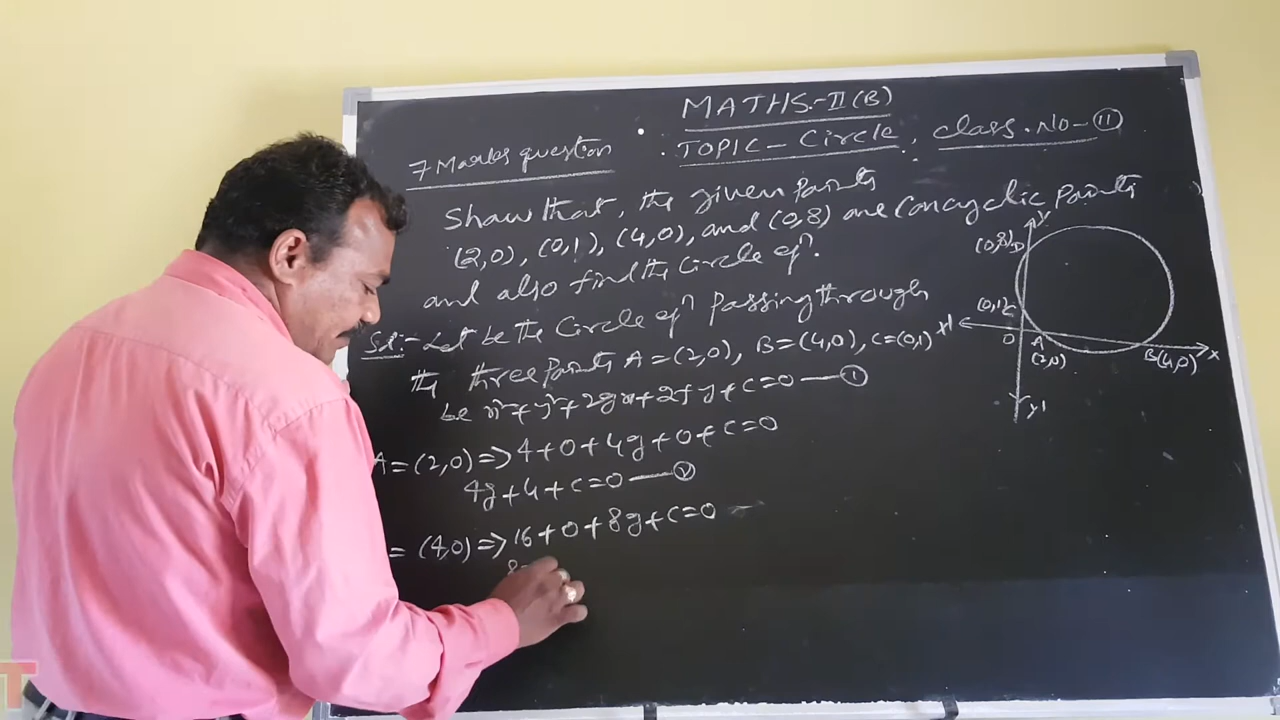 MATHS-II(B)
7 Marks question
TOPIC - Circle, class.No-11
Show that, the given points
(2,0), (0,1), (4,0), and (0,8) are Concyclic points
and also find the circle eqn.
Sol:- Let be the Circle eqn passing through
the three points A=(2,0), B=(4,0), C=(0,1)
be x²+y²+2gx+2fy+c=0 — 1
A=(2,0)=>4+0+4g+0+c=0
4g+4+c=0
=(4,0)=>16+0+8g+c=0
8
y
(0,8) D
(0,1) C
x1
O
A
(2,0)
B(4,0)
x
y1
T